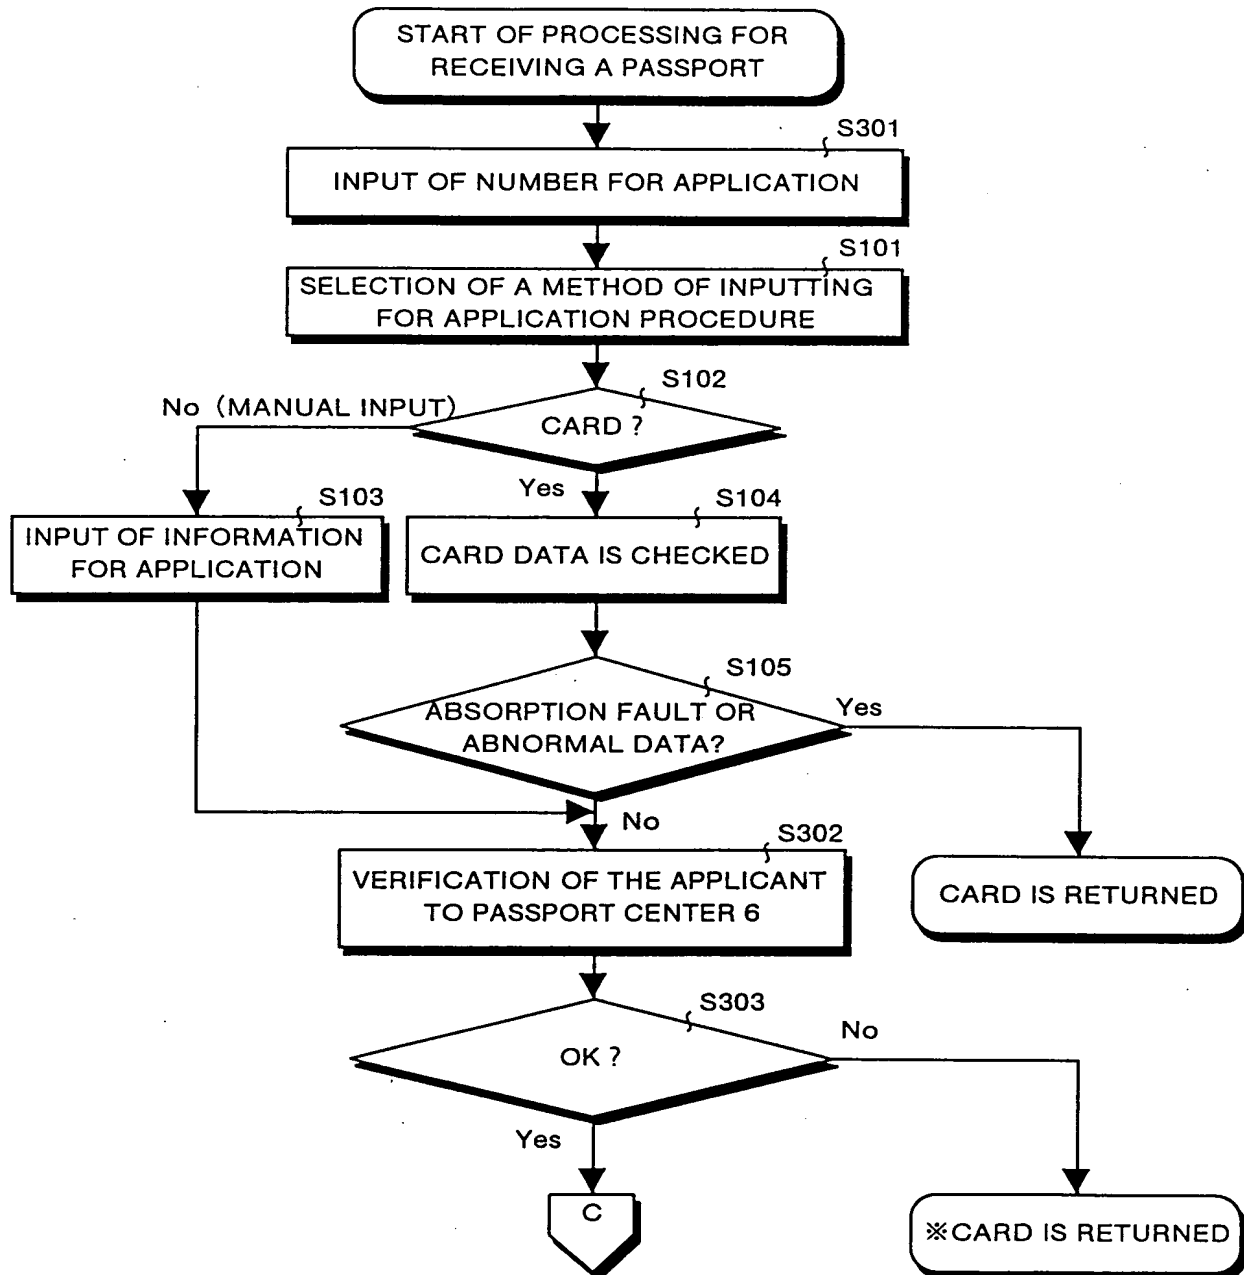 START OF PROCESSING FOR
RECEIVING A PASSPORT
S301
INPUT OF NUMBER FOR APPLICATION
S101
SELECTION OF A METHOD OF INPUTTING
FOR APPLICATION PROCEDURE
S102
No (MANUAL INPUT)
CARD ?
Yes
S103
S104
INPUT OF INFORMATION
FOR APPLICATION
CARD DATA IS CHECKED
S105
ABSORPTION FAULT OR
ABNORMAL DATA?
Yes
No
S302
VERIFICATION OF THE APPLICANT
TO PASSPORT CENTER 6
CARD IS RETURNED
S303
OK ?
No
Yes
C
※CARD IS RETURNED